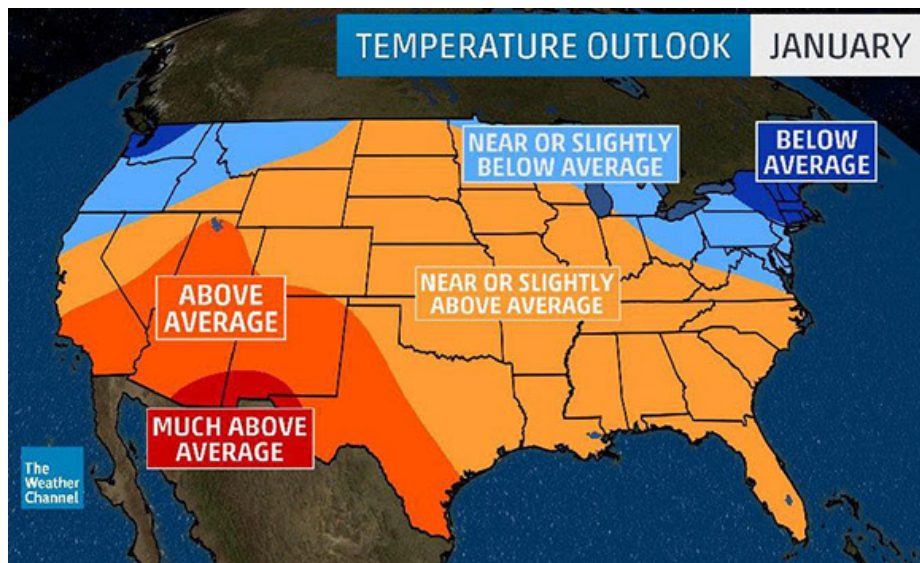 TEMPERATURE OUTLOOK
JANUARY
NEAR OR SLIGHTLY
BELOW AVERAGE
BELOW
AVERAGE
ABOVE
AVERAGE
NEAR OR SLIGHTLY
ABOVE AVERAGE
MUCH ABOVE
AVERAGE
The
Weather
Channel